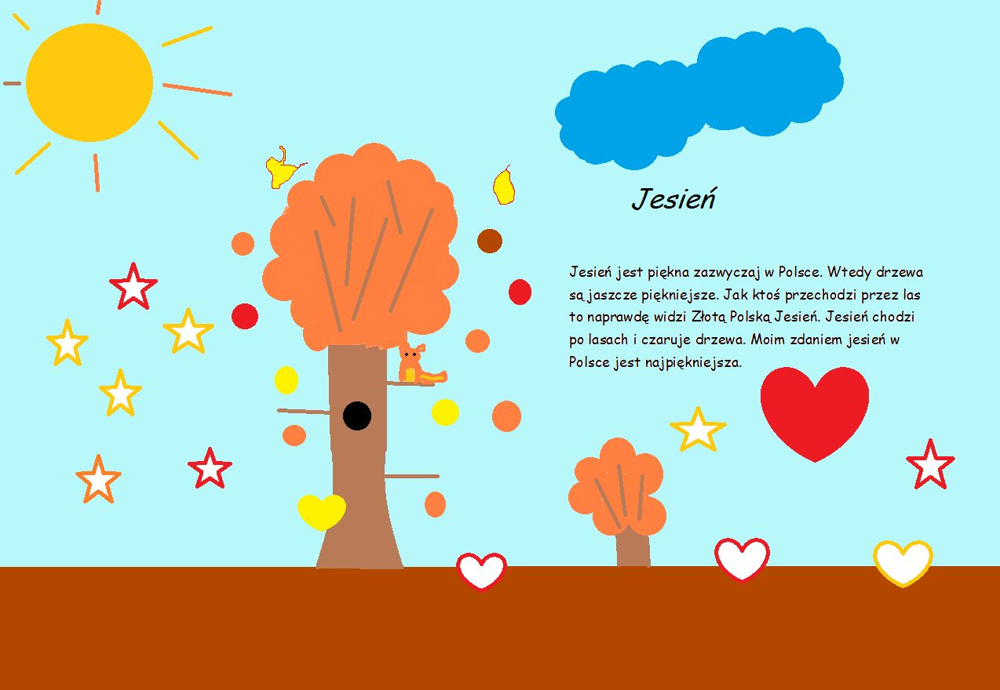 Jesień
Jesień jest piękna zazwyczaj w Polsce. Wtedy drzewa
są jaszcze piękniejsze. Jak ktoś przechodzi przez las
to naprawdę widzi Złotą Polską Jesień. Jesień chodzi
po lasach i czaruje drzewa. Moim zdaniem jesień w
Polsce jest najpiękniejsza.